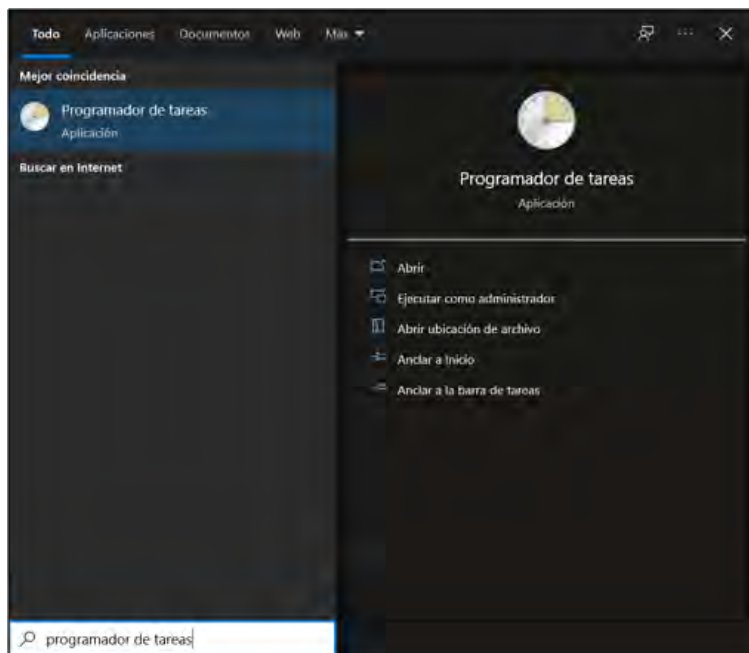 Todo Aplicaciones Documentos Web Más
Mejor coincidencia
Programador de tareas
Aplicación
Buscar en Internet
Programador de tareas
Aplicación
Abrir
Ejecutar como administrador
Abrir ubicación de archivo
Anclar a Inicio
Anclar a la barra de tareas
programador de tareas